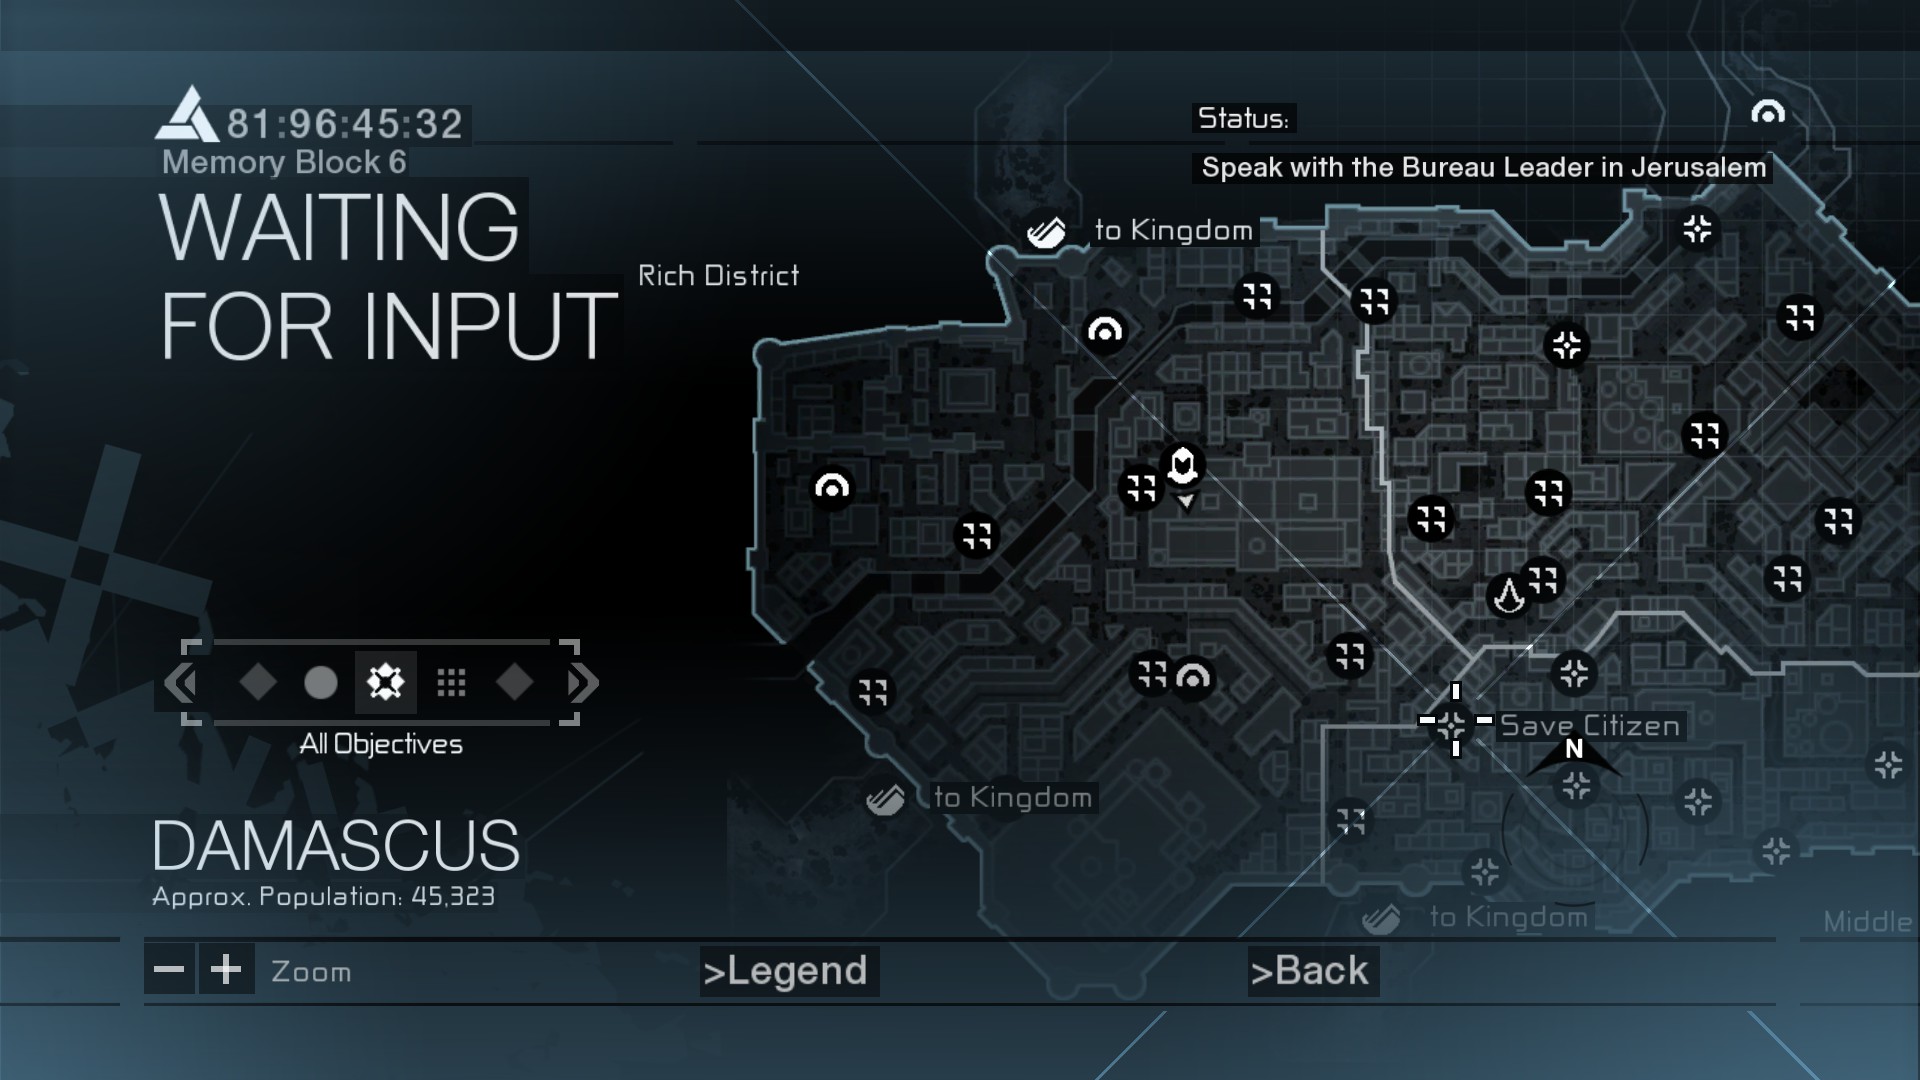 81:96:45:32
Memory Block 6
WAITING
FOR INPUT
Status:
Speak with the Bureau Leader in Jerusalem
to Kingdom
Rich District
Save Citizen
N
All Objectives
to Kingdom
DAMASCUS
Approx. Population: 45,323
to Kingdom
Middle
Zoom
>Legend
>Back